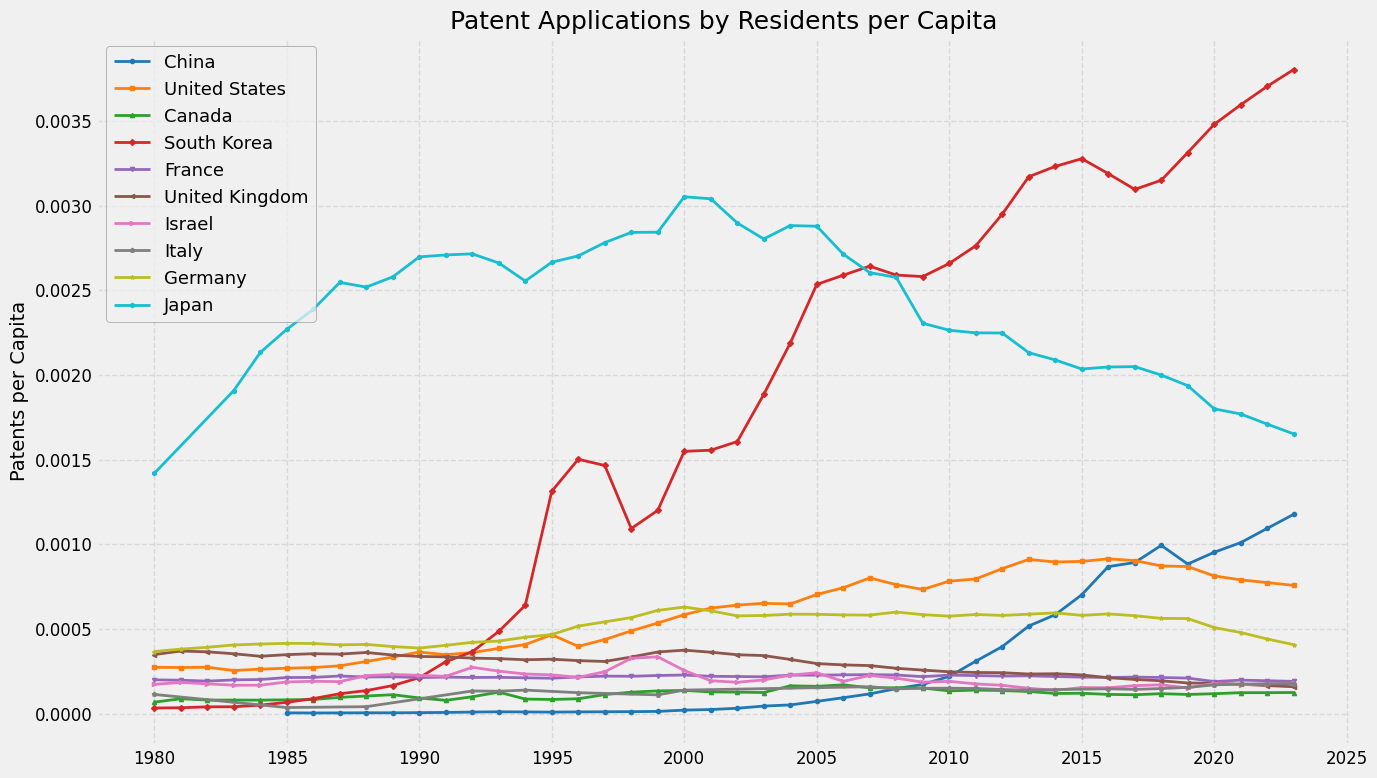 Patent Applications by Residents per Capita
China
United States
Canada
South Korea
France
United Kingdom
Israel
Italy
Germany
Japan
Patents per Capita
0.0035
0.0030
0.0025
0.0020
0.0015
0.0010
0.0005
0.0000
1980 1985 1990 1995 2000 2005 2010 2015 2020 2025